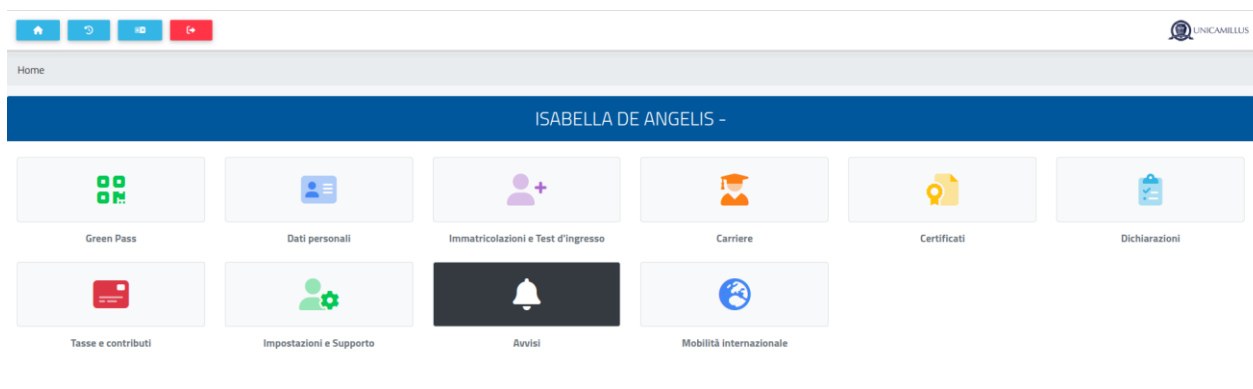 UNICAMILLUS
Home
ISABELLA DE ANGELIS -
Green Pass
Dati personali
Immatricolazioni e Test d'ingresso
Carriere
Certificati
Dichiarazioni
Tasse e contributi
Impostazioni e Supporto
Avvisi
Mobilità internazionale